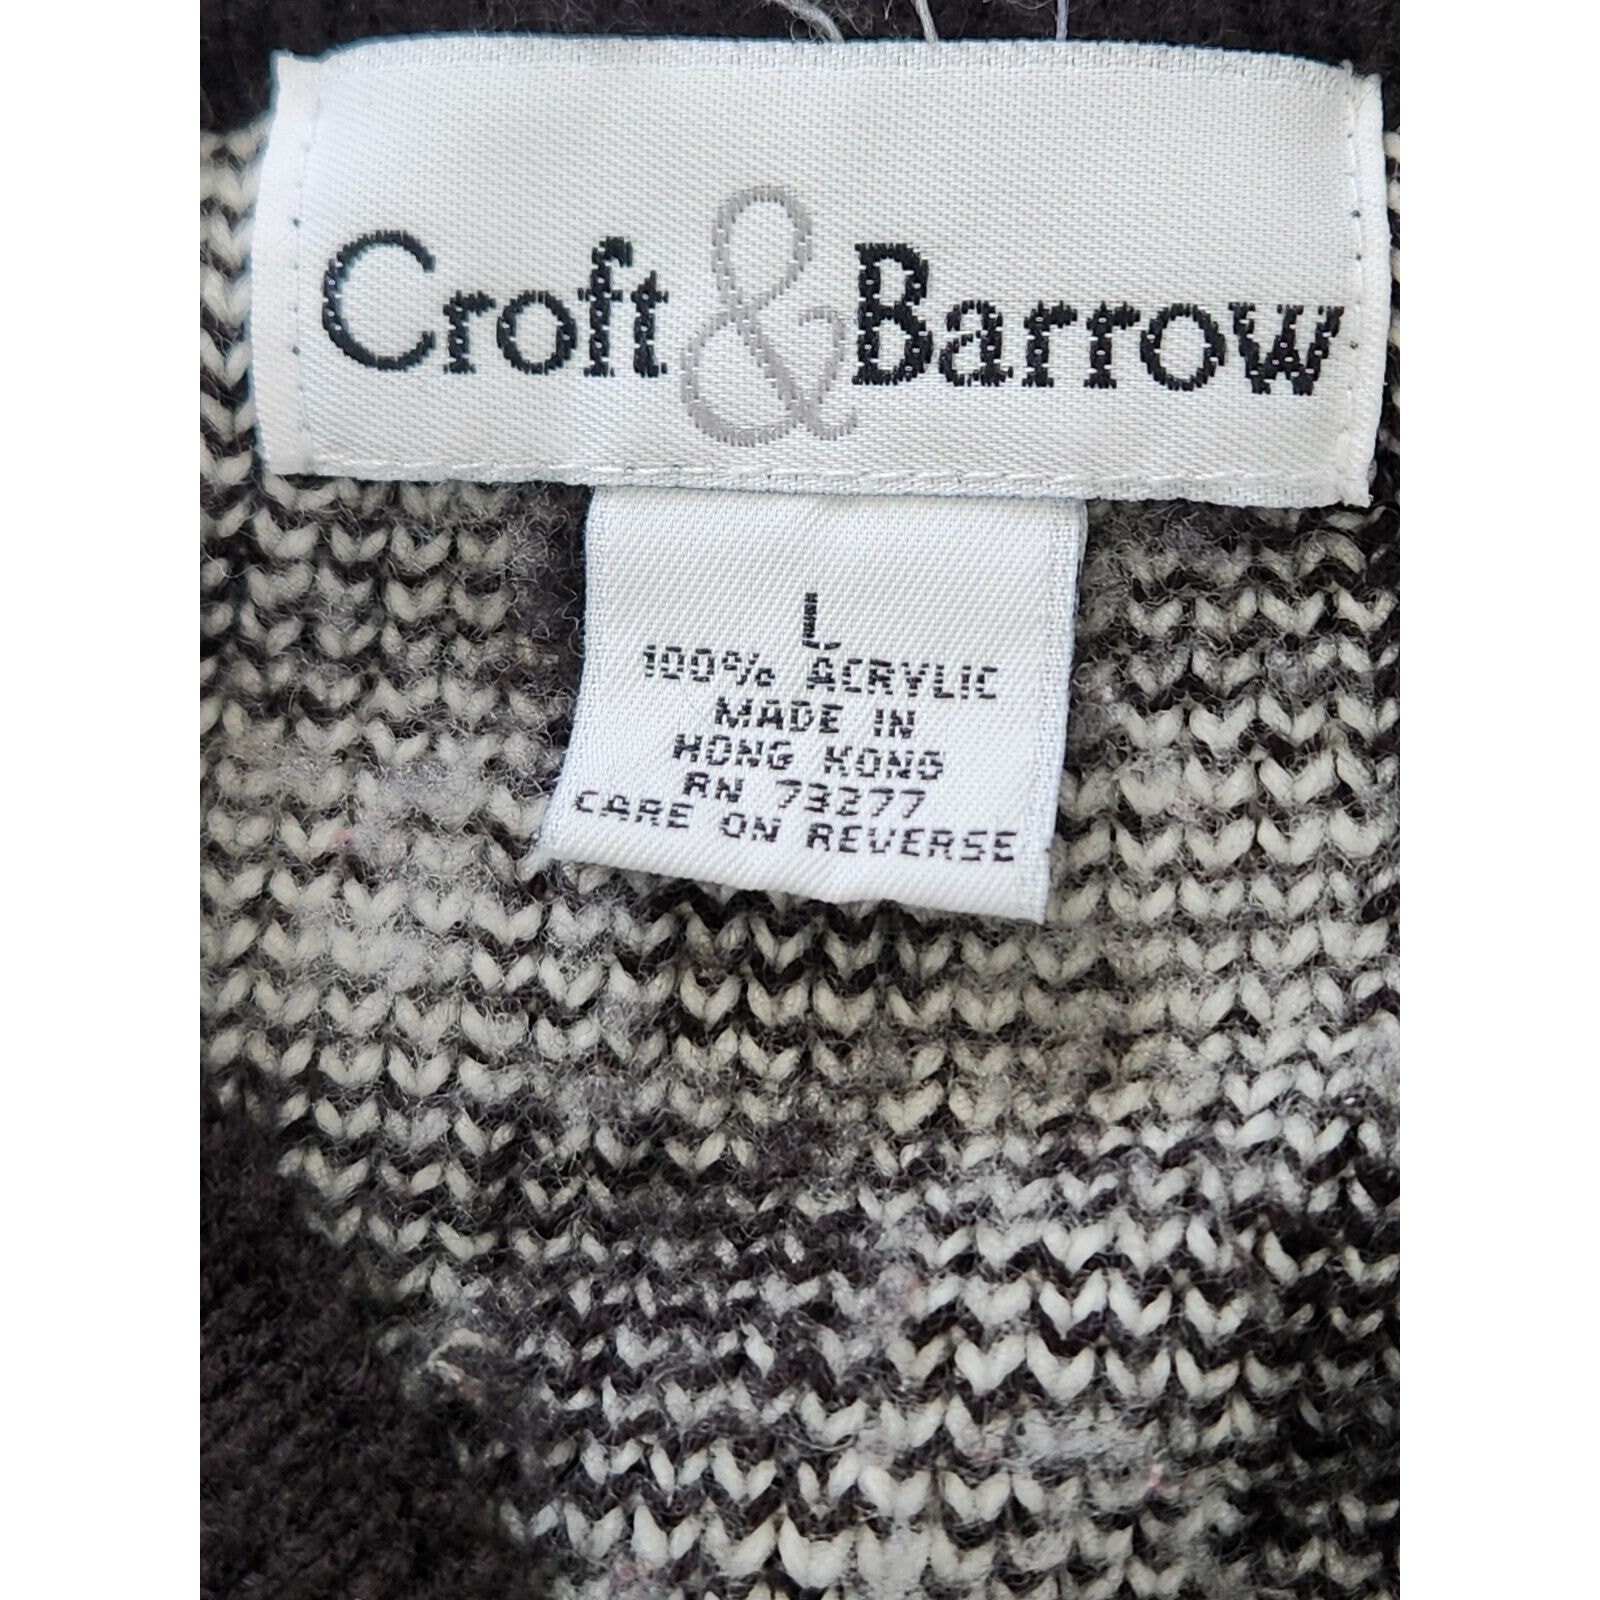 Croft & Barrow
L
100% ACRYLIC
MADE IN
HONG KONG
RN 73277
CARE ON REVERSE